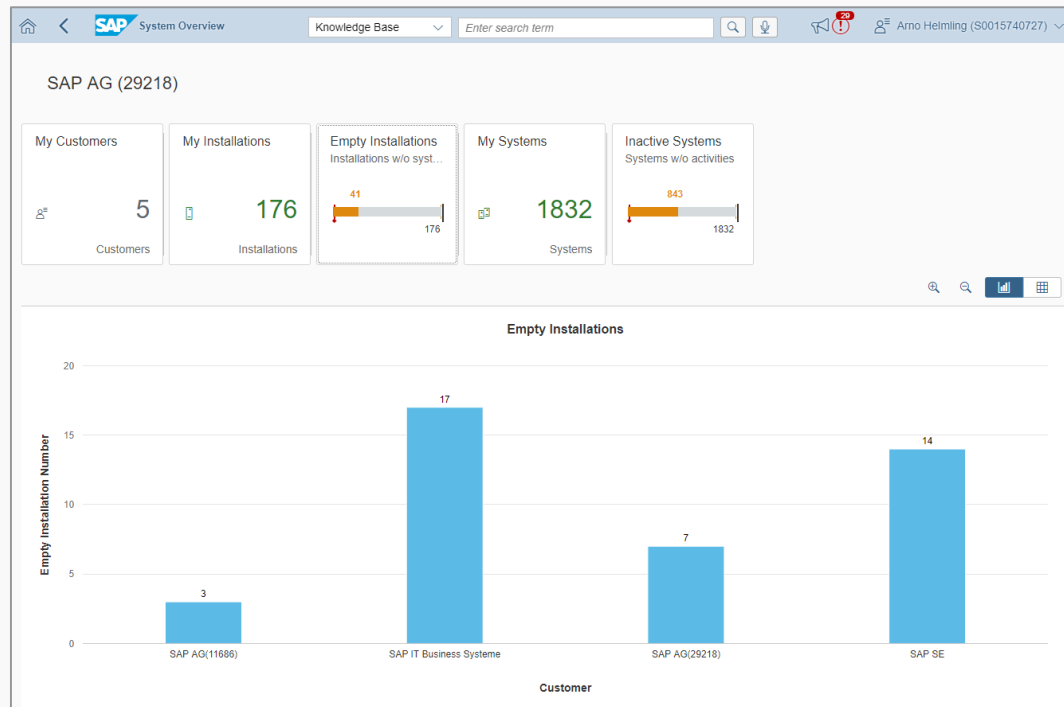 SAP System Overview Knowledge Base Enter search term 29 Arno Helmling (S0015740727)
SAP AG (29218)
My Customers
5
Customers
My Installations
176
Installations
Empty Installations
Installations w/o syst...
41
176
My Systems
1832
Systems
Inactive Systems
Systems w/o activities
843
1832
Empty Installations
Empty Installation Number
20
15
10
5
0
3
17
7
14
SAP AG(11686)
SAP IT Business Systeme
SAP AG(29218)
SAP SE
Customer